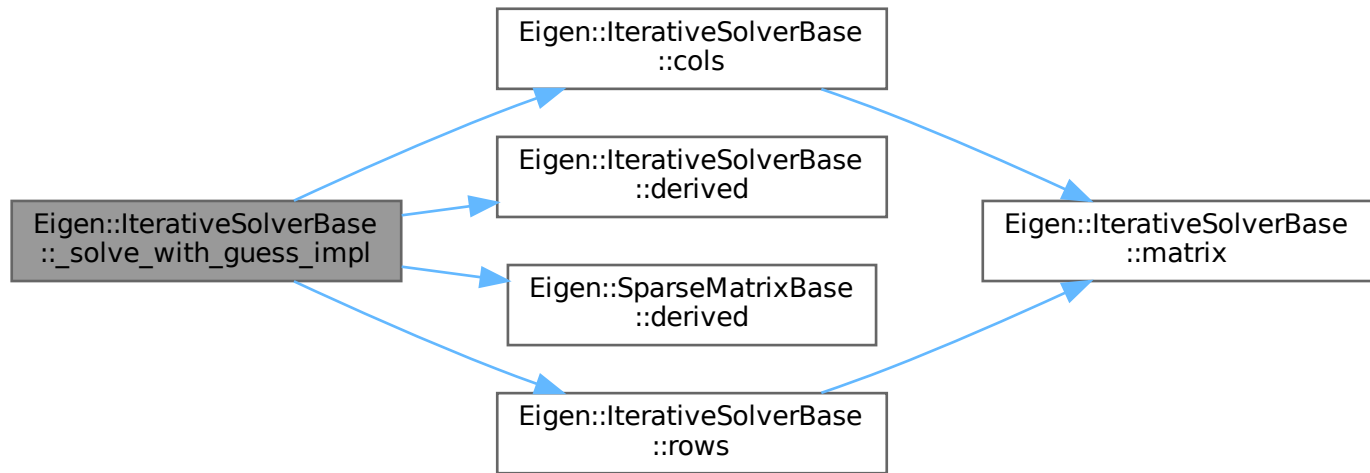 Eigen::IterativeSolverBase
::_solve_with_guess_impl
Eigen::IterativeSolverBase
::cols
Eigen::IterativeSolverBase
::derived
Eigen::SparseMatrixBase
::derived
Eigen::IterativeSolverBase
::rows
Eigen::IterativeSolverBase
::matrix